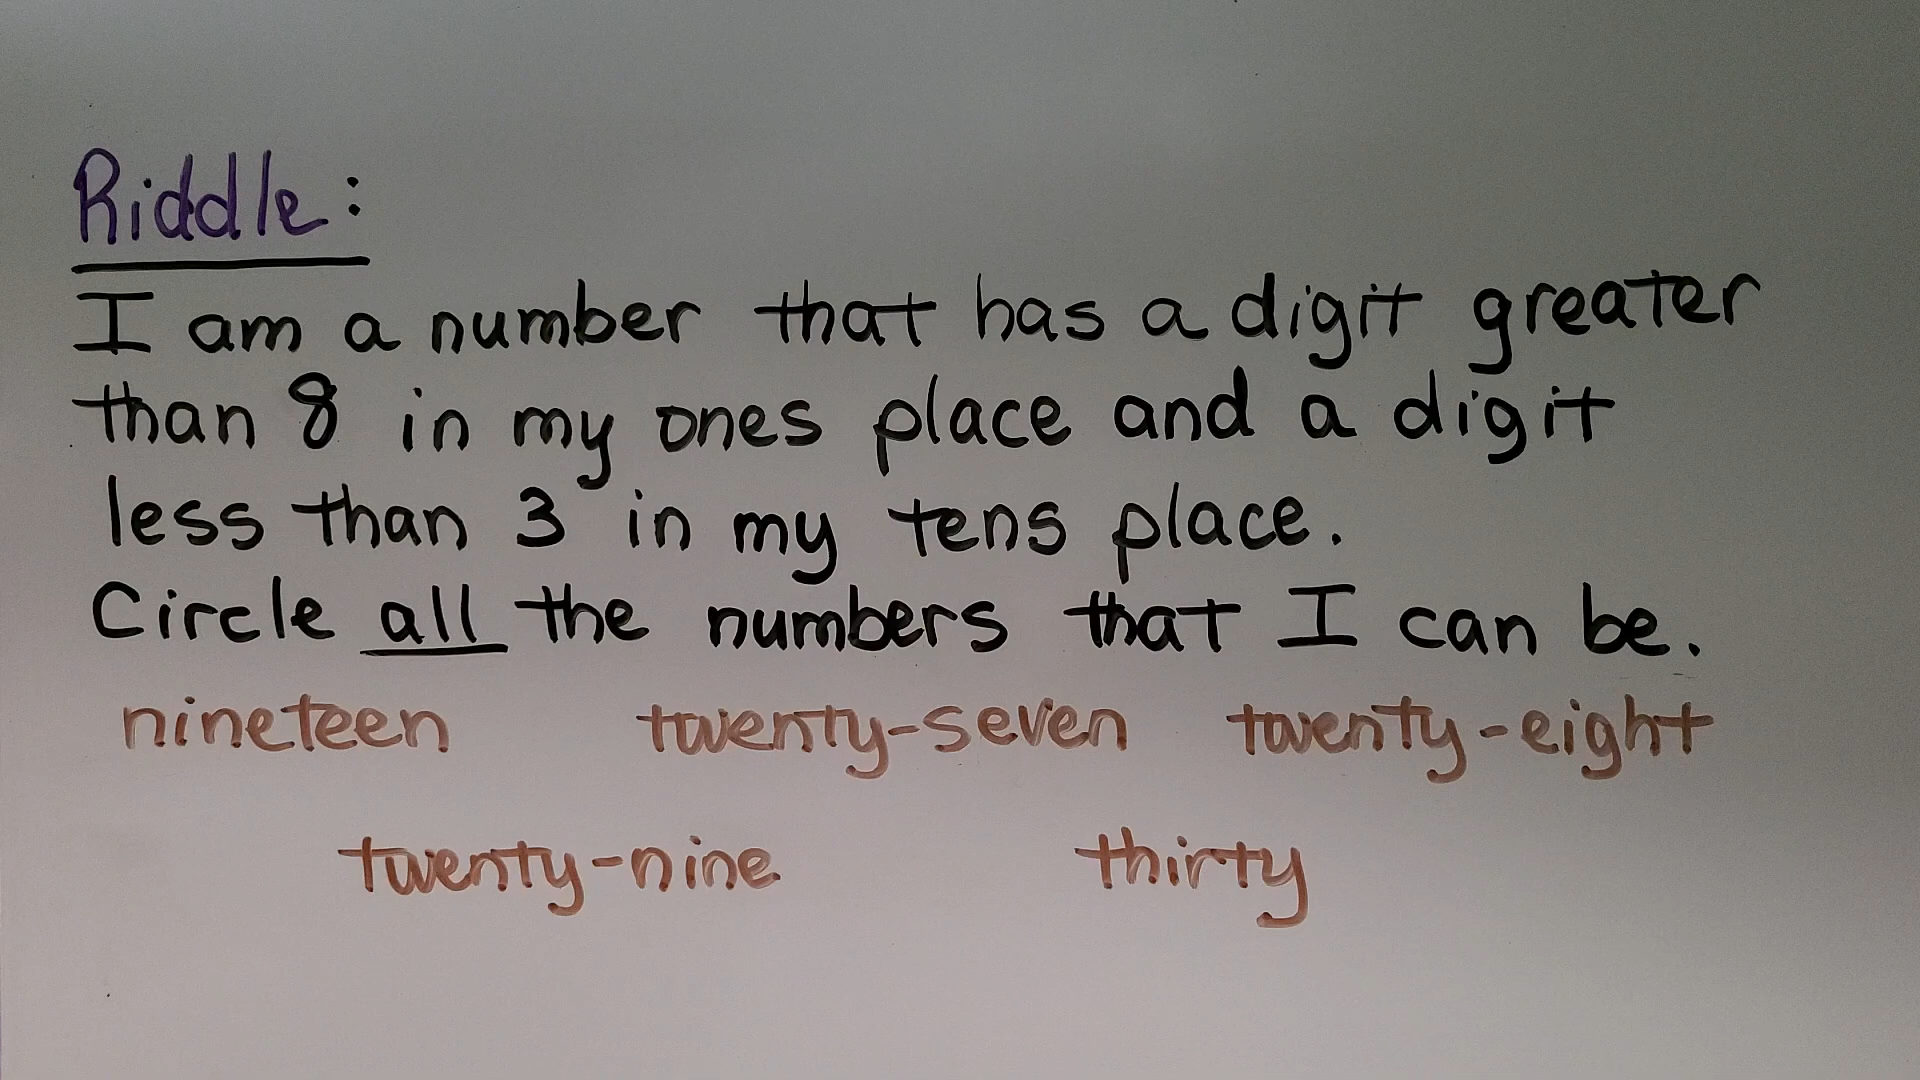 Riddle:
I am a number that has a digit greater
than 8 in my ones place and a digit
less than 3 in my tens place.
Circle all the numbers that I can be.
nineteen twenty-seven twenty-eight
twenty-nine thirty